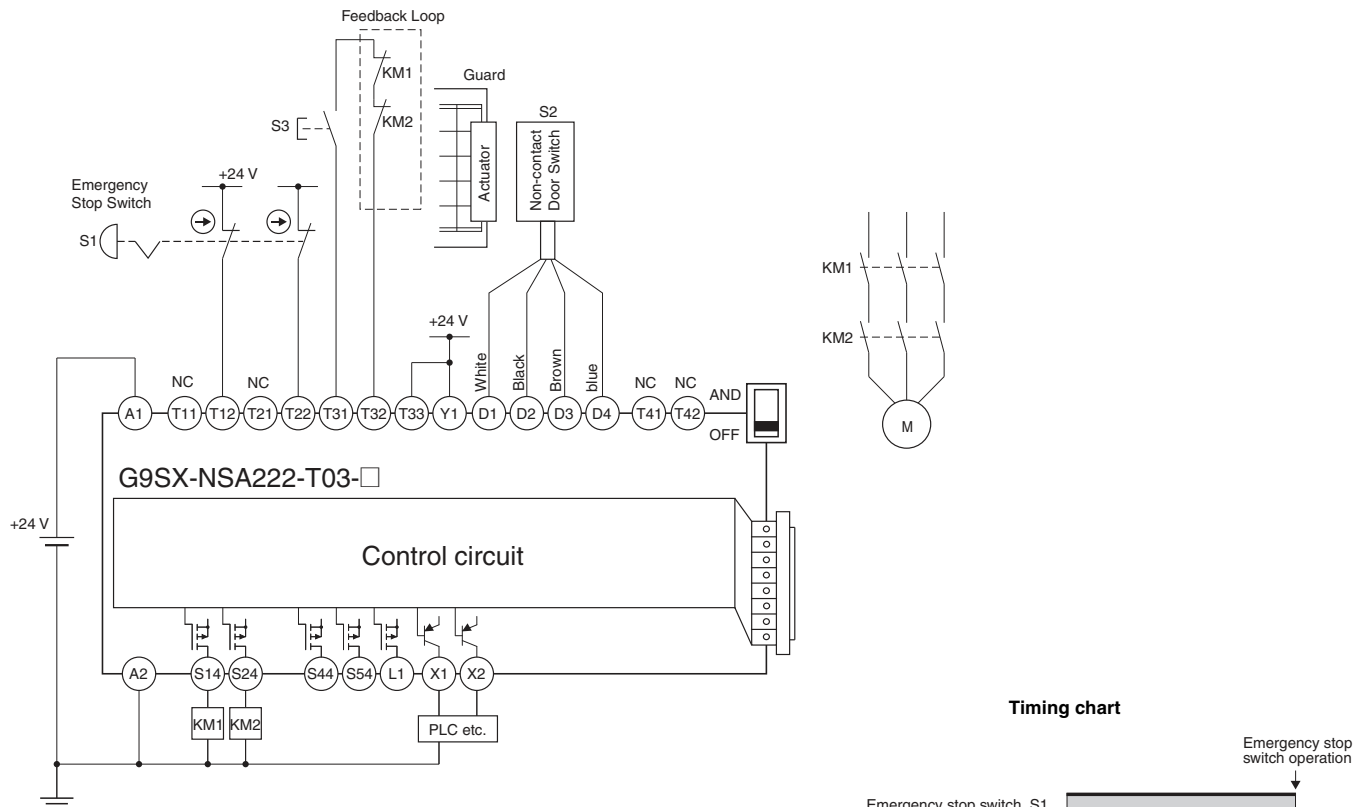 Feedback Loop
KM1
Guard
KM2
S3
S2
Actuator
Non-contact
Door Switch
+24 V
Emergency
Stop Switch
S1
KM1
KM2
M
+24 V
White
Black
Brown
blue
NC
NC
NC
NC
AND
OFF
A1
T11
T12
T21
T22
T31
T32
T33
Y1
D1
D2
D3
D4
T41
T42
G9SX-NSA222-T03-□
+24 V
Control circuit
A2
S14
S24
S44
S54
L1
X1
X2
KM1
KM2
PLC etc.
Timing chart
Emergency stop
switch operation
Emergency stop switch S1